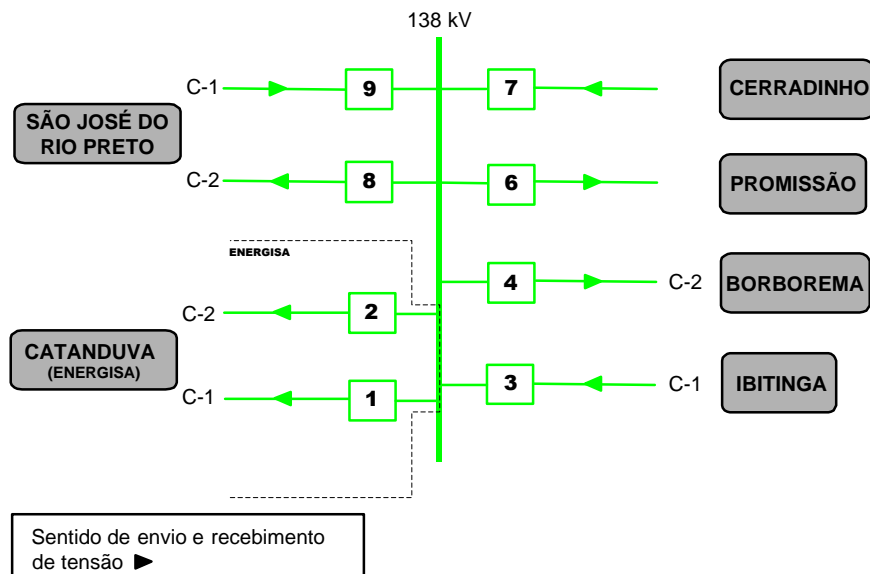 138 kV
C-1
9
7
CERRADINHO
SÃO JOSÉ DO
RIO PRETO
C-2
8
6
PROMISSÃO
ENERGISA
4
C-2
BORBOREMA
C-2
2
CATANDUVA
(ENERGISA)
C-1
1
3
C-1
IBITINGA
Sentido de envio e recebimento
de tensão